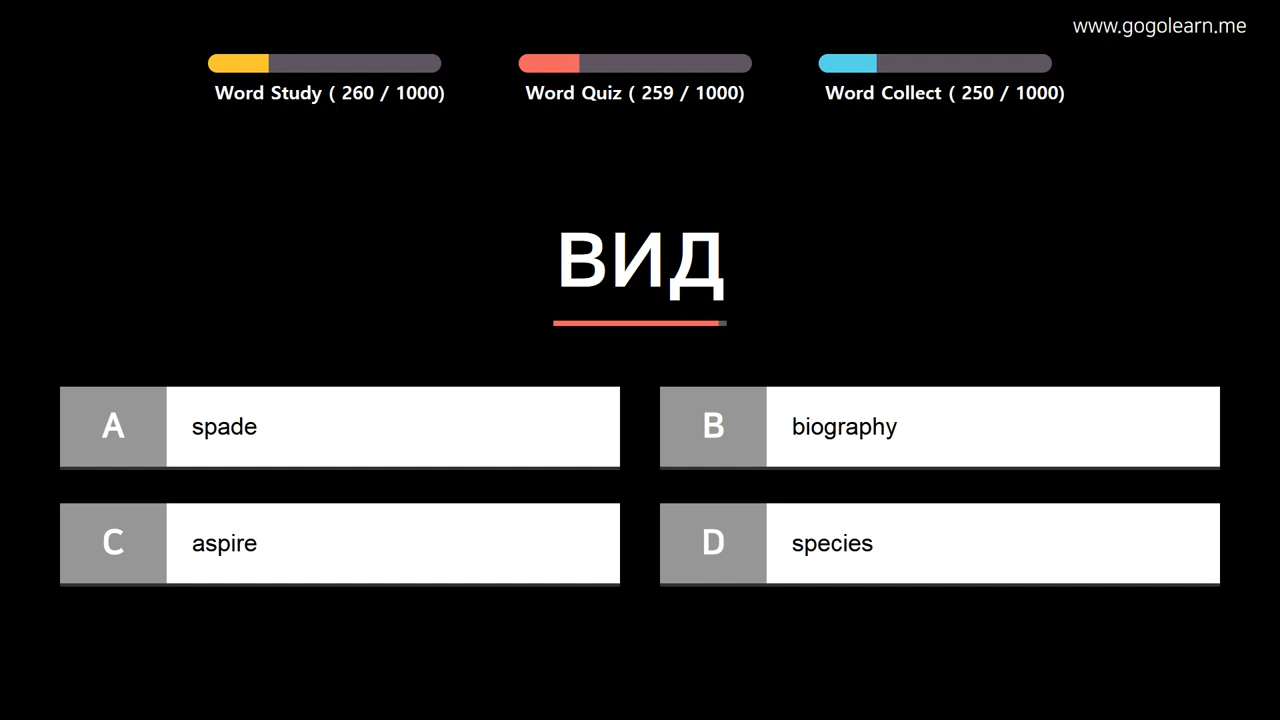 www.gogolearn.me
Word Study ( 260 / 1000)
Word Quiz ( 259 / 1000)
Word Collect ( 250 / 1000)
вид
A spade
B biography
C aspire
D species